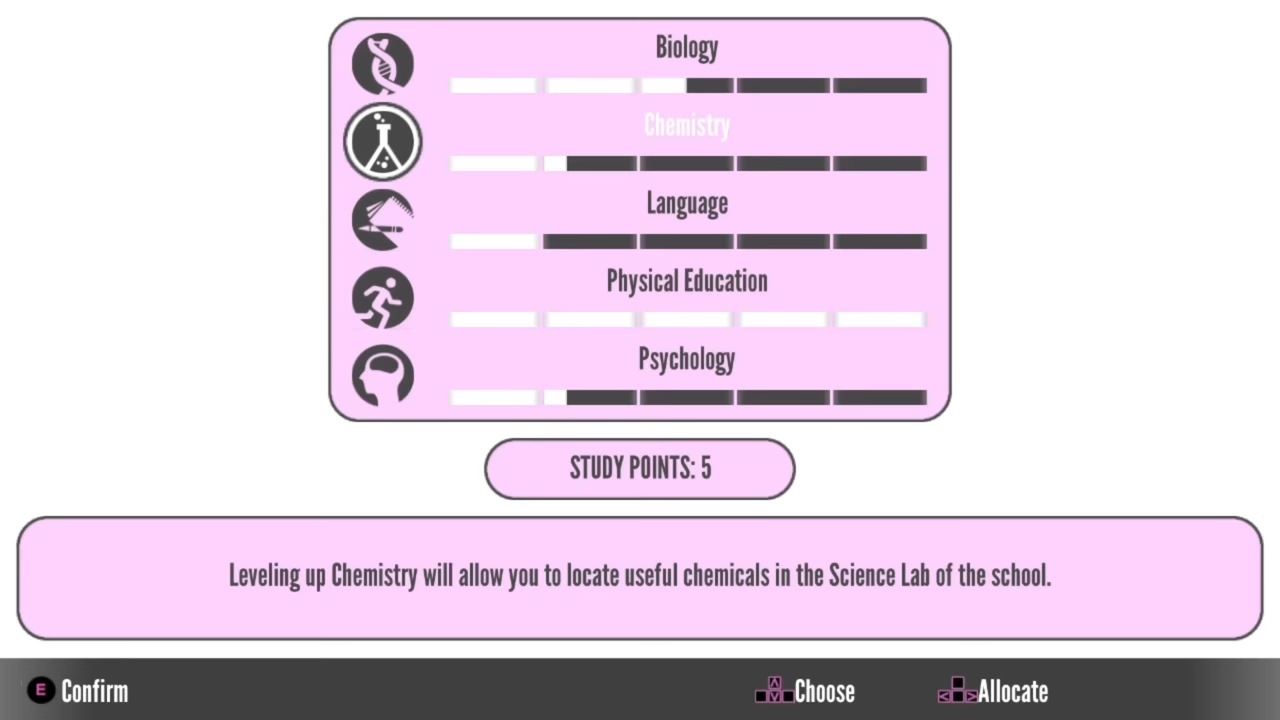 Biology
Chemistry
Language
Physical Education
Psychology
STUDY POINTS: 5
Leveling up Chemistry will allow you to locate useful chemicals in the Science Lab of the school.
E Confirm
Choose
Allocate